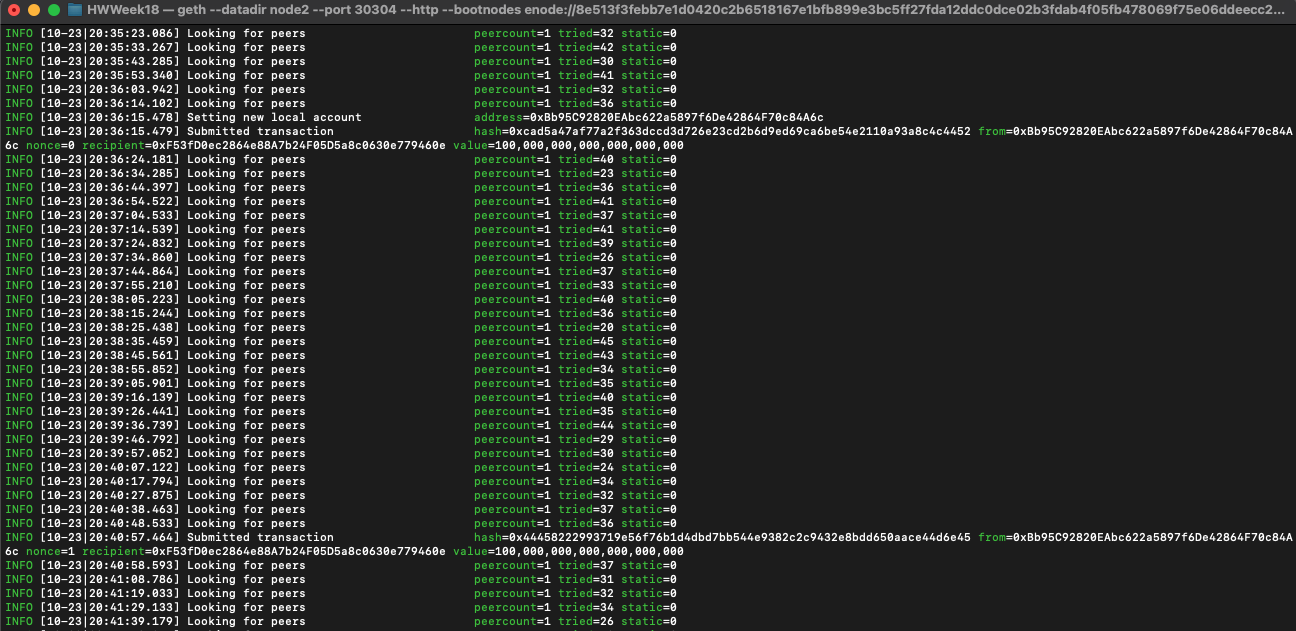 HWWeek18 — geth --datadir node2 --port 30304 --http --bootnodes enode://8e513f3febb7e1d0420c2b6518167e1bfb899e3bc5ff27fda12ddc0dce02b3fdab4f05fb478069f75e06ddeecc2...
INFO [10-23|20:35:23.086] Looking for peers peercount=1 tried=32 static=0
INFO [10-23|20:35:33.267] Looking for peers peercount=1 tried=42 static=0
INFO [10-23|20:35:43.285] Looking for peers peercount=1 tried=30 static=0
INFO [10-23|20:35:53.340] Looking for peers peercount=1 tried=41 static=0
INFO [10-23|20:36:03.942] Looking for peers peercount=1 tried=32 static=0
INFO [10-23|20:36:14.102] Looking for peers peercount=1 tried=36 static=0
INFO [10-23|20:36:15.478] Setting new local account address=0xBb95C92820EAbc622a5897f6De42864F70c84A6c
INFO [10-23|20:36:15.479] Submitted transaction hash=0xcad5a47af77a2f363dccd3d726e23cd2b6d9ed69ca6be54e2110a93a8c4c4452 from=0xBb95C92820EAbc622a5897f6De42864F70c84A
6c nonce=0 recipient=0xF53fD0ec2864e88A7b24F05D5a8c0630e779460e value=100,000,000,000,000,000,000
INFO [10-23|20:36:24.181] Looking for peers peercount=1 tried=40 static=0
INFO [10-23|20:36:34.285] Looking for peers peercount=1 tried=23 static=0
INFO [10-23|20:36:44.397] Looking for peers peercount=1 tried=36 static=0
INFO [10-23|20:36:54.522] Looking for peers peercount=1 tried=41 static=0
INFO [10-23|20:37:04.533] Looking for peers peercount=1 tried=37 static=0
INFO [10-23|20:37:14.539] Looking for peers peercount=1 tried=41 static=0
INFO [10-23|20:37:24.832] Looking for peers peercount=1 tried=39 static=0
INFO [10-23|20:37:34.860] Looking for peers peercount=1 tried=26 static=0
INFO [10-23|20:37:44.864] Looking for peers peercount=1 tried=37 static=0
INFO [10-23|20:37:55.210] Looking for peers peercount=1 tried=33 static=0
INFO [10-23|20:38:05.223] Looking for peers peercount=1 tried=40 static=0
INFO [10-23|20:38:15.244] Looking for peers peercount=1 tried=36 static=0
INFO [10-23|20:38:25.438] Looking for peers peercount=1 tried=20 static=0
INFO [10-23|20:38:35.459] Looking for peers peercount=1 tried=45 static=0
INFO [10-23|20:38:45.561] Looking for peers peercount=1 tried=43 static=0
INFO [10-23|20:38:55.852] Looking for peers peercount=1 tried=34 static=0
INFO [10-23|20:39:05.901] Looking for peers peercount=1 tried=35 static=0
INFO [10-23|20:39:16.139] Looking for peers peercount=1 tried=40 static=0
INFO [10-23|20:39:26.441] Looking for peers peercount=1 tried=35 static=0
INFO [10-23|20:39:36.739] Looking for peers peercount=1 tried=44 static=0
INFO [10-23|20:39:46.792] Looking for peers peercount=1 tried=29 static=0
INFO [10-23|20:39:57.052] Looking for peers peercount=1 tried=30 static=0
INFO [10-23|20:40:07.122] Looking for peers peercount=1 tried=24 static=0
INFO [10-23|20:40:17.794] Looking for peers peercount=1 tried=34 static=0
INFO [10-23|20:40:27.875] Looking for peers peercount=1 tried=32 static=0
INFO [10-23|20:40:38.463] Looking for peers peercount=1 tried=37 static=0
INFO [10-23|20:40:48.533] Looking for peers peercount=1 tried=36 static=0
INFO [10-23|20:40:57.464] Submitted transaction hash=0x44458222993719e56f76b1d4dbd7bb544e9382c2c9432e8bdd650aace44d6e45 from=0xBb95C92820EAbc622a5897f6De42864F70c84A
6c nonce=1 recipient=0xF53fD0ec2864e88A7b24F05D5a8c0630e779460e value=100,000,000,000,000,000,000
INFO [10-23|20:40:58.593] Looking for peers peercount=1 tried=37 static=0
INFO [10-23|20:41:08.786] Looking for peers peercount=1 tried=31 static=0
INFO [10-23|20:41:19.033] Looking for peers peercount=1 tried=32 static=0
INFO [10-23|20:41:29.133] Looking for peers peercount=1 tried=34 static=0
INFO [10-23|20:41:39.179] Looking for peers peercount=1 tried=26 static=0